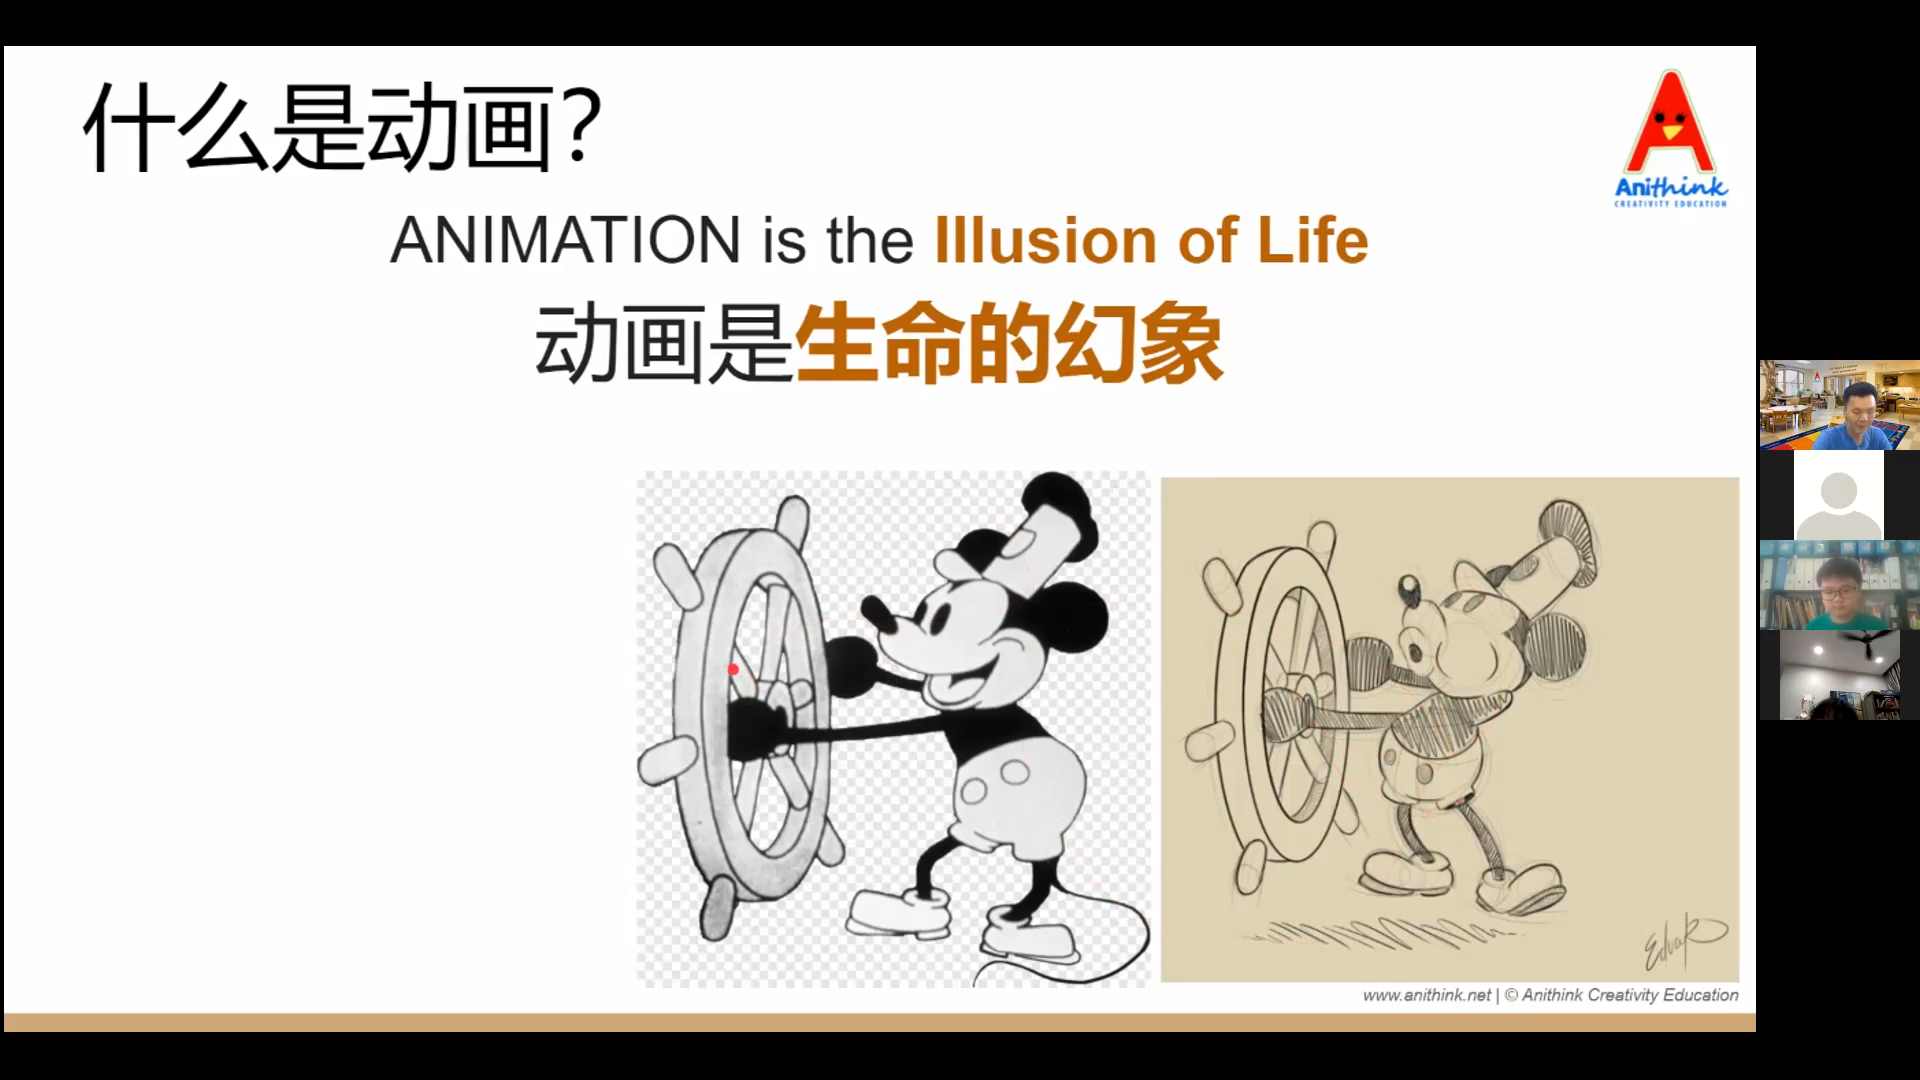 什么是动画?
Anithink
CREATIVITY EDUCATION
ANIMATION is the Illusion of Life
动画是生命的幻象
www.anithink.net | © Anithink Creativity Education